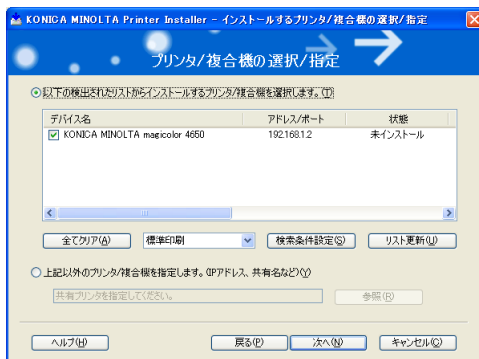 KONICA MINOLTA Printer Installer - インストールするプリンタ/複合機の選択/指定
プリンタ/複合機の選択/指定
以下の検出されたリストからインストールするプリンタ/複合機を選択します。(T)
デバイス名 アドレス/ポート 状態
KONICA MINOLTA magicolor 4650 192.168.1.2 未インストール
全てクリア(A) 標準印刷 検索条件設定(S) リスト更新(U)
上記以外のプリンタ/複合機を指定します。(IPアドレス、共有名など)(Y)
共有プリンタを指定してください。 参照(R)
ヘルプ(H) 戻る(P) 次へ(N) キャンセル(C)